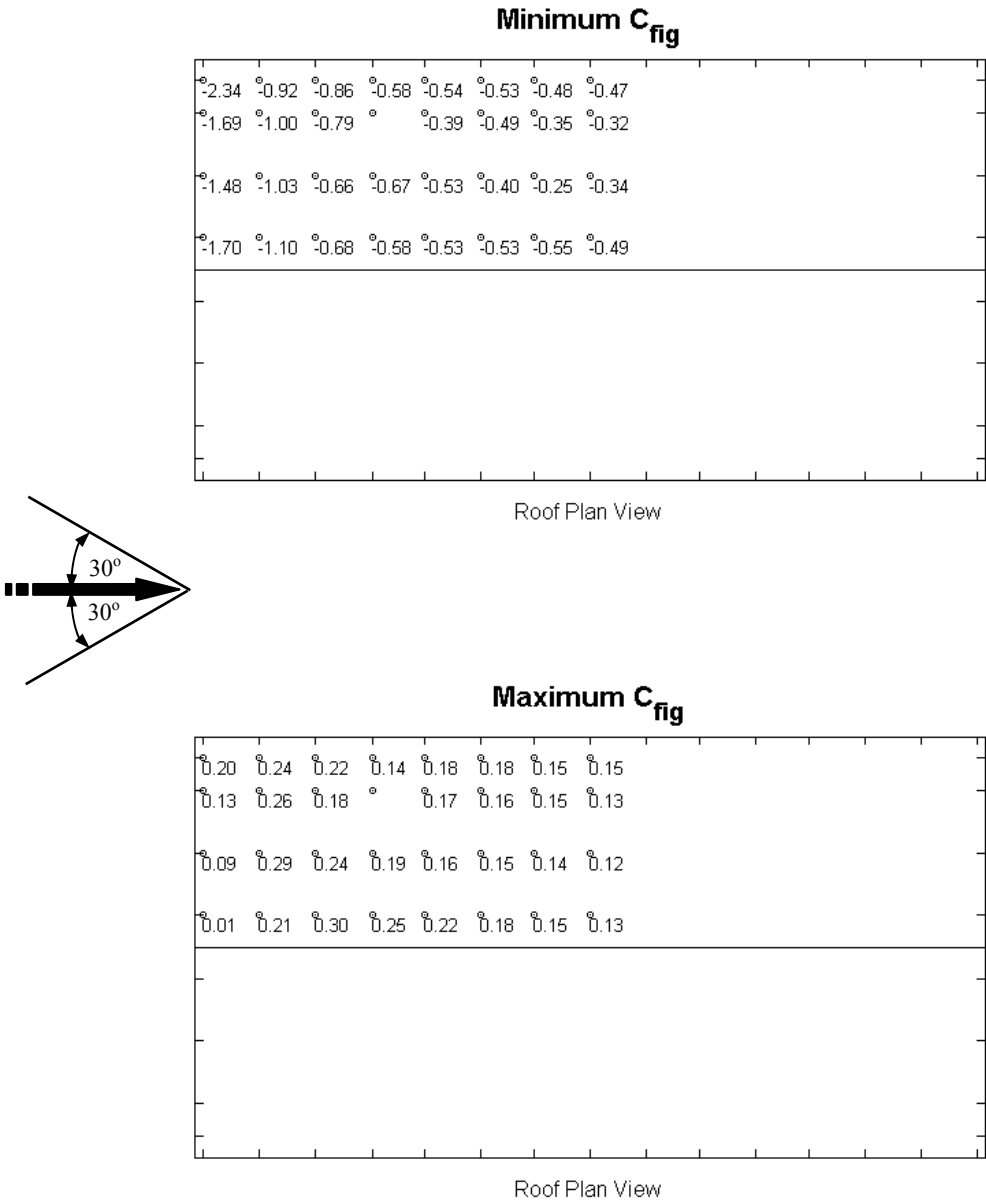 Minimum Cfig
-2.34 -0.92 -0.86 -0.58 -0.54 -0.53 -0.48 -0.47
-1.69 -1.00 -0.79 -0.39 -0.49 -0.35 -0.32
-1.48 -1.03 -0.66 -0.67 -0.53 -0.40 -0.25 -0.34
-1.70 -1.10 -0.68 -0.58 -0.53 -0.53 -0.55 -0.49
Roof Plan View
30º
30º
Maximum Cfig
0.20 0.24 0.22 0.14 0.18 0.18 0.15 0.15
0.13 0.26 0.18 0.17 0.16 0.15 0.13
0.09 0.29 0.24 0.19 0.16 0.15 0.14 0.12
0.01 0.21 0.30 0.25 0.22 0.18 0.15 0.13
Roof Plan View